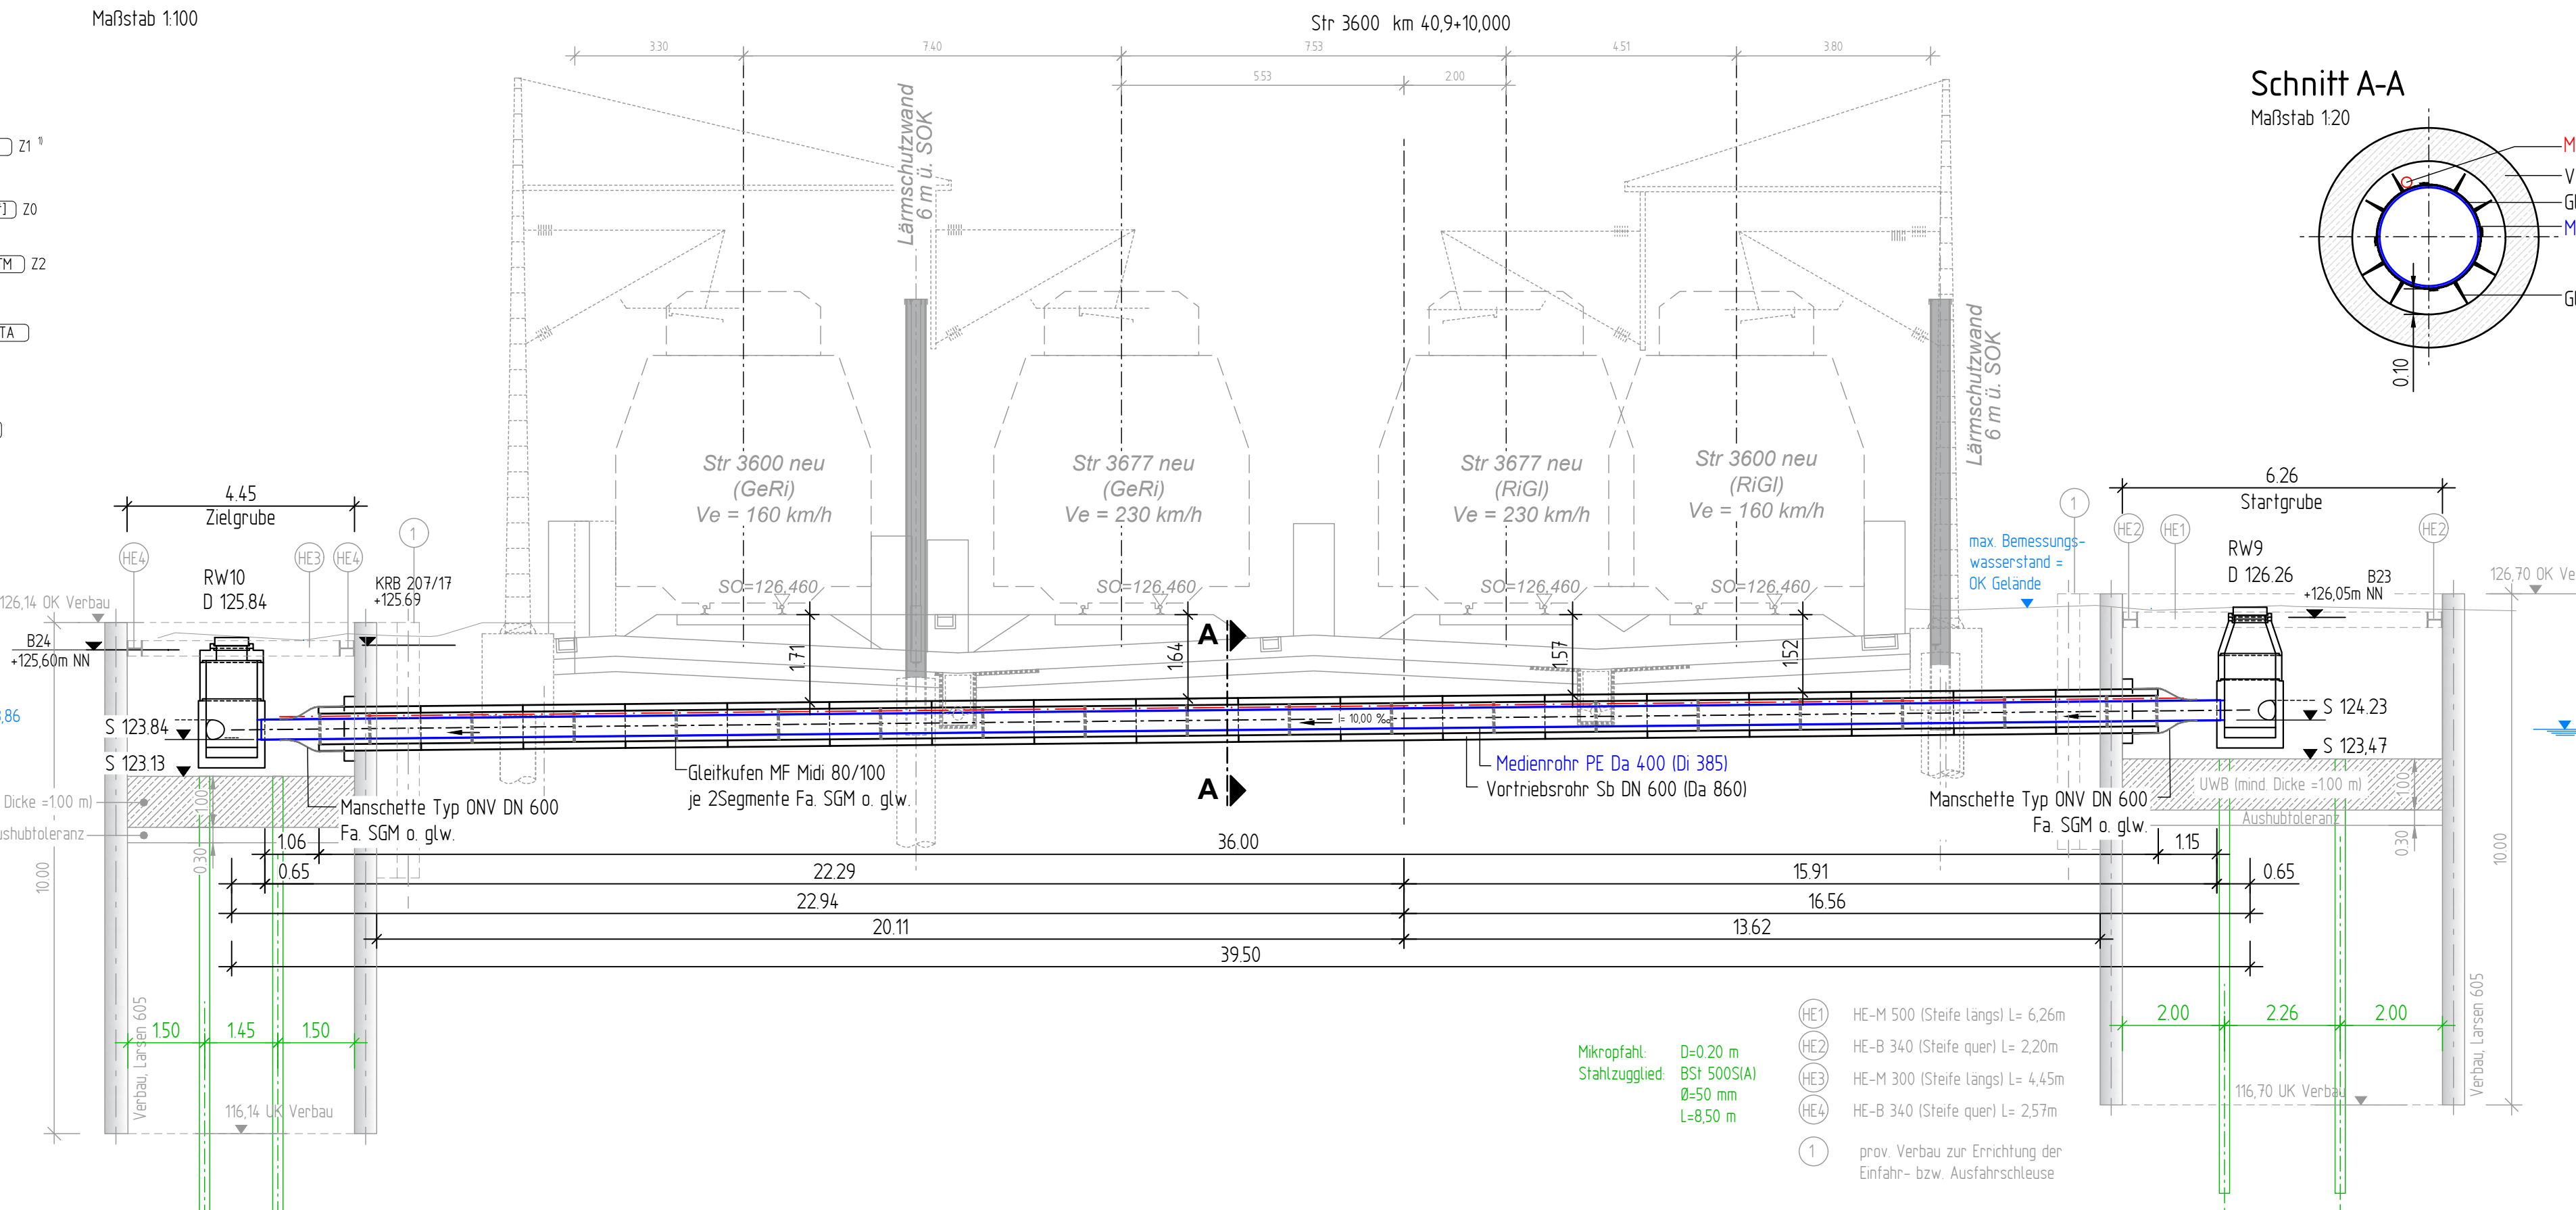 Maßstab 1:100
Str 3600 km 40,9+10,000
3.30
7.40
7.53
4.51
3.80
5.53
2.00
Schnitt A-A
Maßstab 1:20
0.10
Z1 1)
Z0
TM Z2
TA
Lärmschutzwand
6 m ü. SOK
Lärmschutzwand
6 m ü. SOK
Str 3600 neu
(GeRi)
Ve = 160 km/h
Str 3677 neu
(GeRi)
Ve = 230 km/h
Str 3677 neu
(RiGl)
Ve = 230 km/h
Str 3600 neu
(RiGl)
Ve = 160 km/h
SO=126,460
SO=126,460
SO=126,460
SO=126,460
4.45
Zielgrube
HE4
HE3
HE4
1
RW10
D 125.84
KRB 207/17
+125.69
126,14 OK Verbau
B24
+125,60m NN
,86
S 123.84
S 123.13
Dicke =1.00 m)
ushubtoleranz
1.00
0.30
10.00
6.26
Startgrube
1
HE2
HE1
HE2
RW9
D 126.26
B23
+126,05m NN
126,70 OK Ve
max. Bemessungs-
wasserstand =
OK Gelände
S 124.23
S 123,47
UWB (mind. Dicke =1.00 m)
Aushubtoleranz
1.00
0.30
10.00
1.71
1.64
1.57
1.52
A
A
I= 10,00 ‰
Gleitkufen MF Midi 80/100
je 2Segmente Fa. SGM o. glw.
Medienrohr PE Da 400 (Di 385)
Vortriebsrohr Sb DN 600 (Da 860)
Manschette Typ ONV DN 600
Fa. SGM o. glw.
Manschette Typ ONV DN 600
Fa. SGM o. glw.
1.06
36.00
1.15
0.65
22.29
15.91
0.65
22.94
16.56
20.11
13.62
39.50
Verbau, Larsen 605
1.50
1.45
1.50
116,14 UK Verbau
2.00
2.26
2.00
116,70 UK Verbau
Verbau, Larsen 605
Mikropfahl: D=0.20 m
Stahlzugglied: BSt 500S(A)
Ø=50 mm
L=8,50 m
HE1 HE-M 500 (Steife längs) L= 6,26m
HE2 HE-B 340 (Steife quer) L= 2,20m
HE3 HE-M 300 (Steife längs) L= 4,45m
HE4 HE-B 340 (Steife quer) L= 2,57m
1 prov. Verbau zur Errichtung der
Einfahr- bzw. Ausfahrschleuse